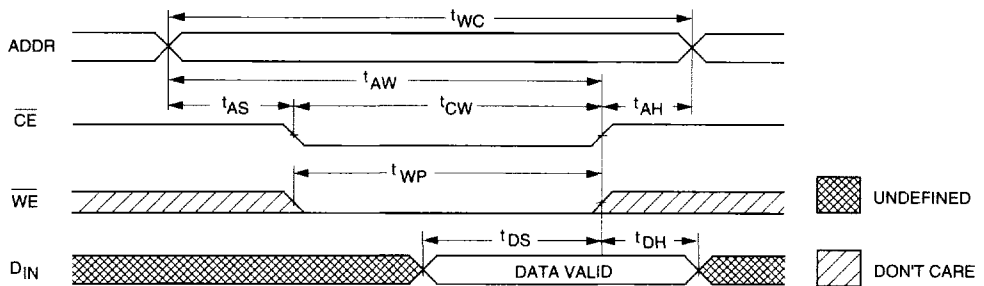 tWC
ADDR
tAW
tAS
tCW
tAH
CE
tWP
WE
UNDEFINED
tDS
tDH
DIN
DATA VALID
DON'T CARE